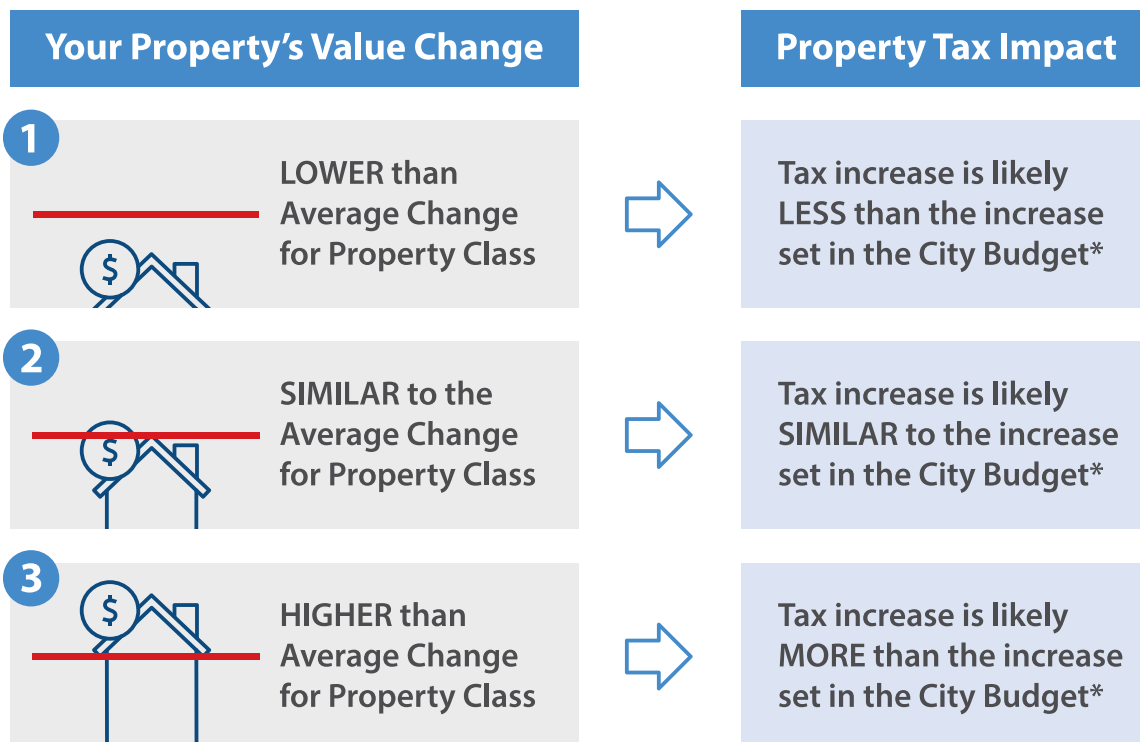 Your Property's Value Change
Property Tax Impact
1
$
LOWER than
Average Change
for Property Class
Tax increase is likely
LESS than the increase
set in the City Budget*
2
$
SIMILAR to the
Average Change
for Property Class
Tax increase is likely
SIMILAR to the increase
set in the City Budget*
3
$
HIGHER than
Average Change
for Property Class
Tax increase is likely
MORE than the increase
set in the City Budget*